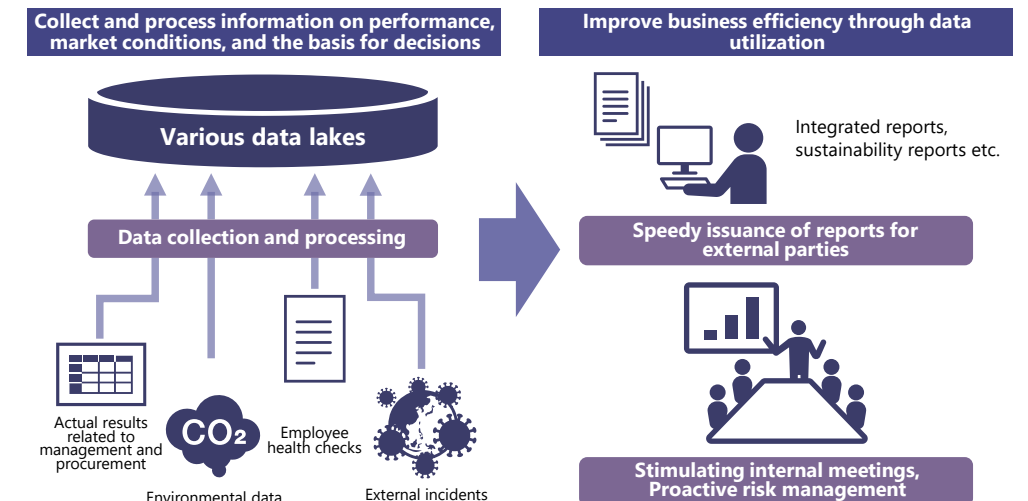 Collect and process information on performance,
market conditions, and the basis for decisions
Various data lakes
Data collection and processing
Actual results
related to
management and
procurement
CO₂
Environmental data
Employee
health checks
External incidents
Improve business efficiency through data
utilization
Integrated reports,
sustainability reports etc.
Speedy issuance of reports for
external parties
Stimulating internal meetings,
Proactive risk management